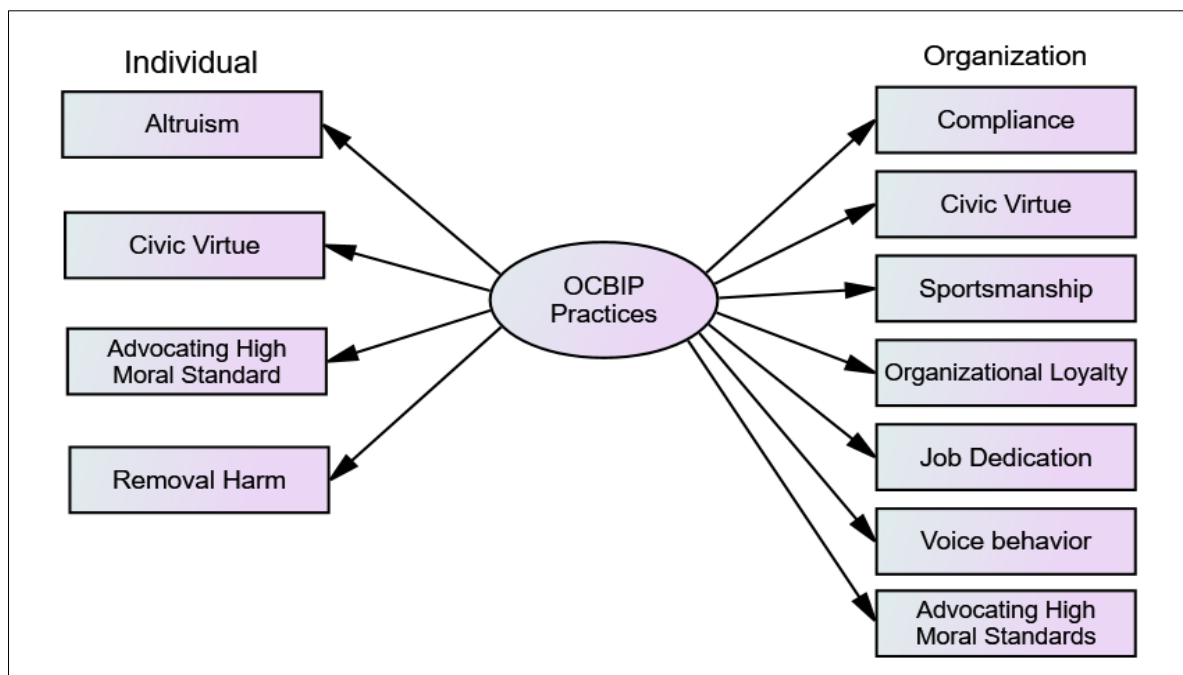 Individual
Altruism
Civic Virtue
Advocating High
Moral Standard
Removal Harm
OCBIP
Practices
Organization
Compliance
Civic Virtue
Sportsmanship
Organizational Loyalty
Job Dedication
Voice behavior
Advocating High
Moral Standards